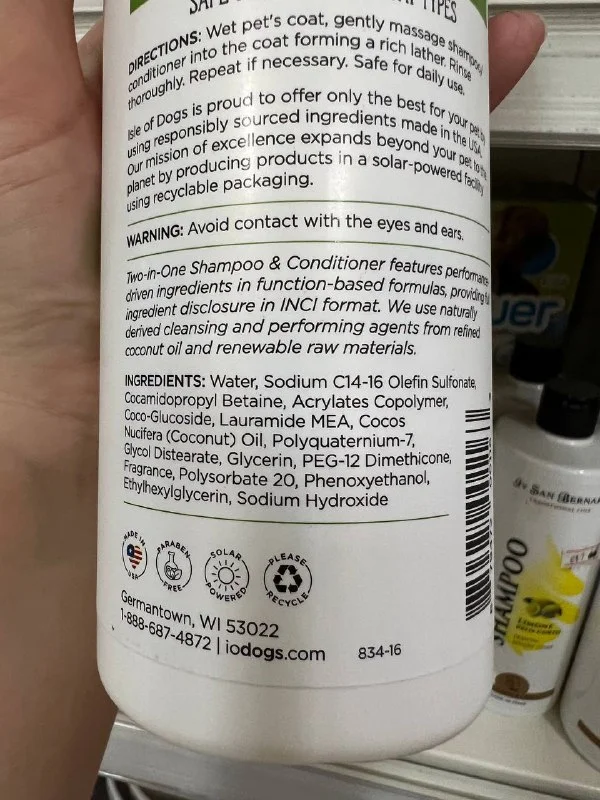 DIRECTIONS: Wet pet's coat, gently massage shampoo/
conditioner into the coat forming a rich lather. Rinse
thoroughly. Repeat if necessary. Safe for daily use.
Isle of Dogs is proud to offer only the best for your pet by
using responsibly sourced ingredients made in the USA.
Our mission of excellence expands beyond your pet to the
planet by producing products in a solar-powered facility
using recyclable packaging.
WARNING: Avoid contact with the eyes and ears.
Two-in-One Shampoo & Conditioner features performance
driven ingredients in function-based formulas, providing full
ingredient disclosure in INCI format. We use naturally
derived cleansing and performing agents from refined
coconut oil and renewable raw materials.
INGREDIENTS: Water, Sodium C14-16 Olefin Sulfonate,
Cocamidopropyl Betaine, Acrylates Copolymer,
Coco-Glucoside, Lauramide MEA, Cocos
Nucifera (Coconut) Oil, Polyquaternium-7,
Glycol Distearate, Glycerin, PEG-12 Dimethicone,
Fragrance, Polysorbate 20, Phenoxyethanol,
Ethylhexylglycerin, Sodium Hydroxide
MADE IN USA
PARABEN FREE
SOLAR POWERED
PLEASE RECYCLE
Germantown, WI 53022
1-888-687-4872 | iodogs.com
834-16
SHAMPOO